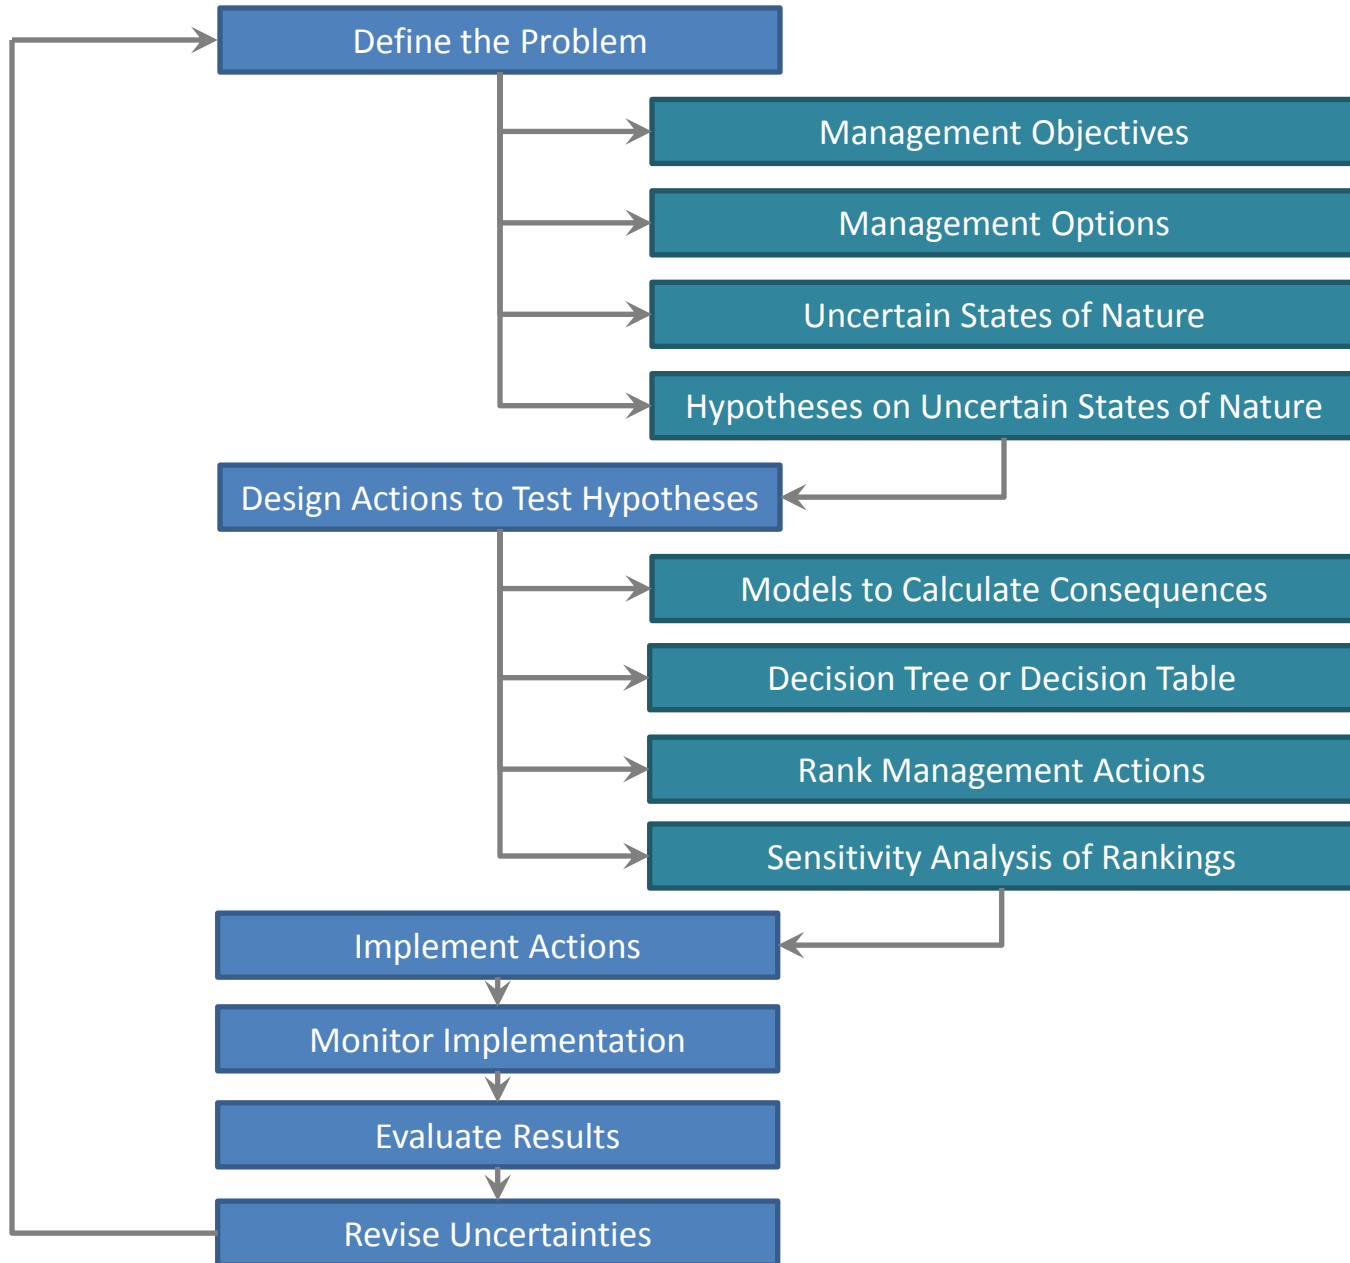 Define the Problem
Management Objectives
Management Options
Uncertain States of Nature
Hypotheses on Uncertain States of Nature
Design Actions to Test Hypotheses
Models to Calculate Consequences
Decision Tree or Decision Table
Rank Management Actions
Sensitivity Analysis of Rankings
Implement Actions
Monitor Implementation
Evaluate Results
Revise Uncertainties